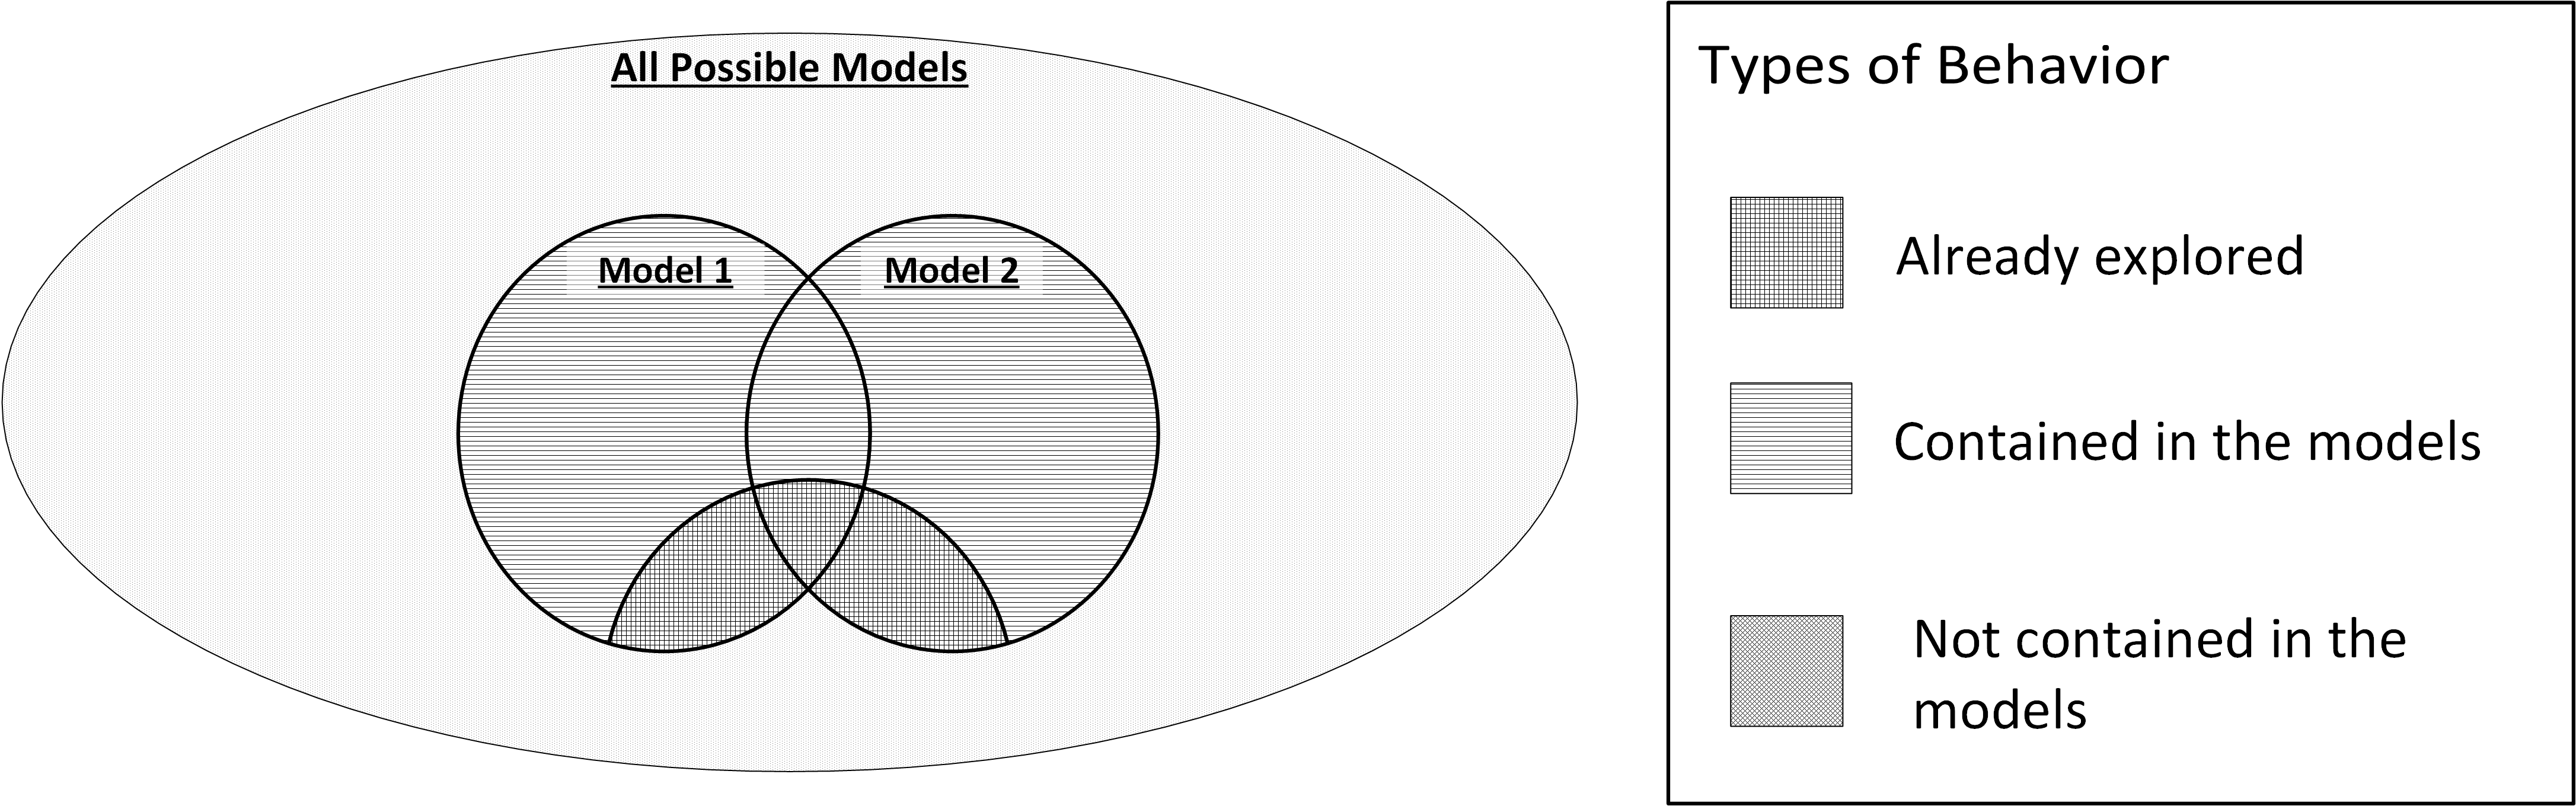 All Possible Models
Model 1
Model 2
Types of Behavior
Already explored
Contained in the models
Not contained in the
models